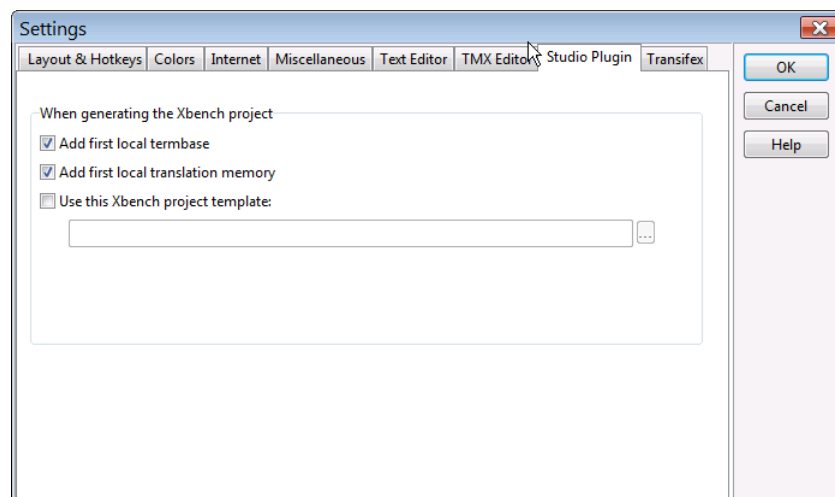 Settings
Layout & Hotkeys Colors Internet Miscellaneous Text Editor TMX Editor Studio Plugin Transifex
OK
Cancel
Help
When generating the Xbench project
Add first local termbase
Add first local translation memory
Use this Xbench project template:
...